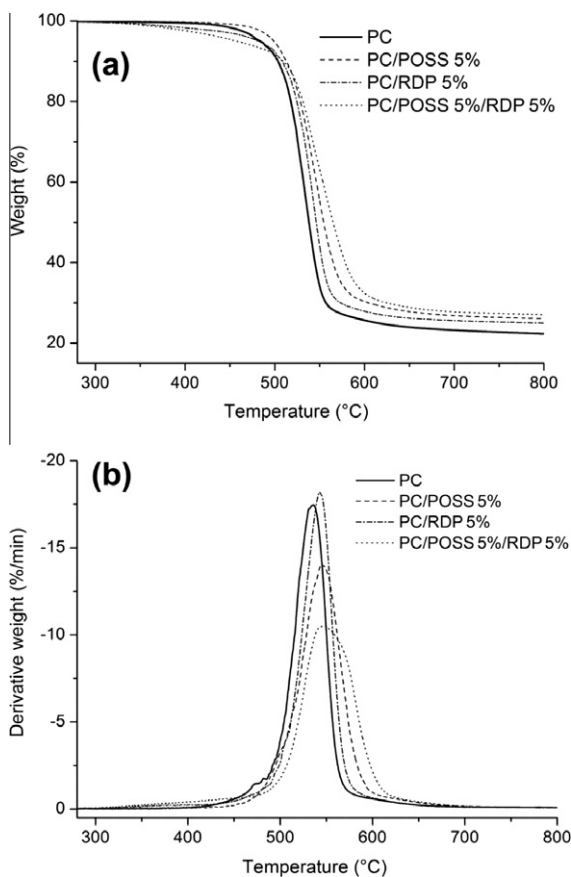 (a)
PC
PC/POSS 5%
PC/RDP 5%
PC/POSS 5%/RDP 5%
Weight (%)
100
80
60
40
20
300 400 500 600 700 800
Temperature (°C)
(b)
PC
PC/POSS 5%
PC/RDP 5%
PC/POSS 5%/RDP 5%
Derivative weight (%/min)
-20
-15
-10
-5
0
300 400 500 600 700 800
Temperature (°C)